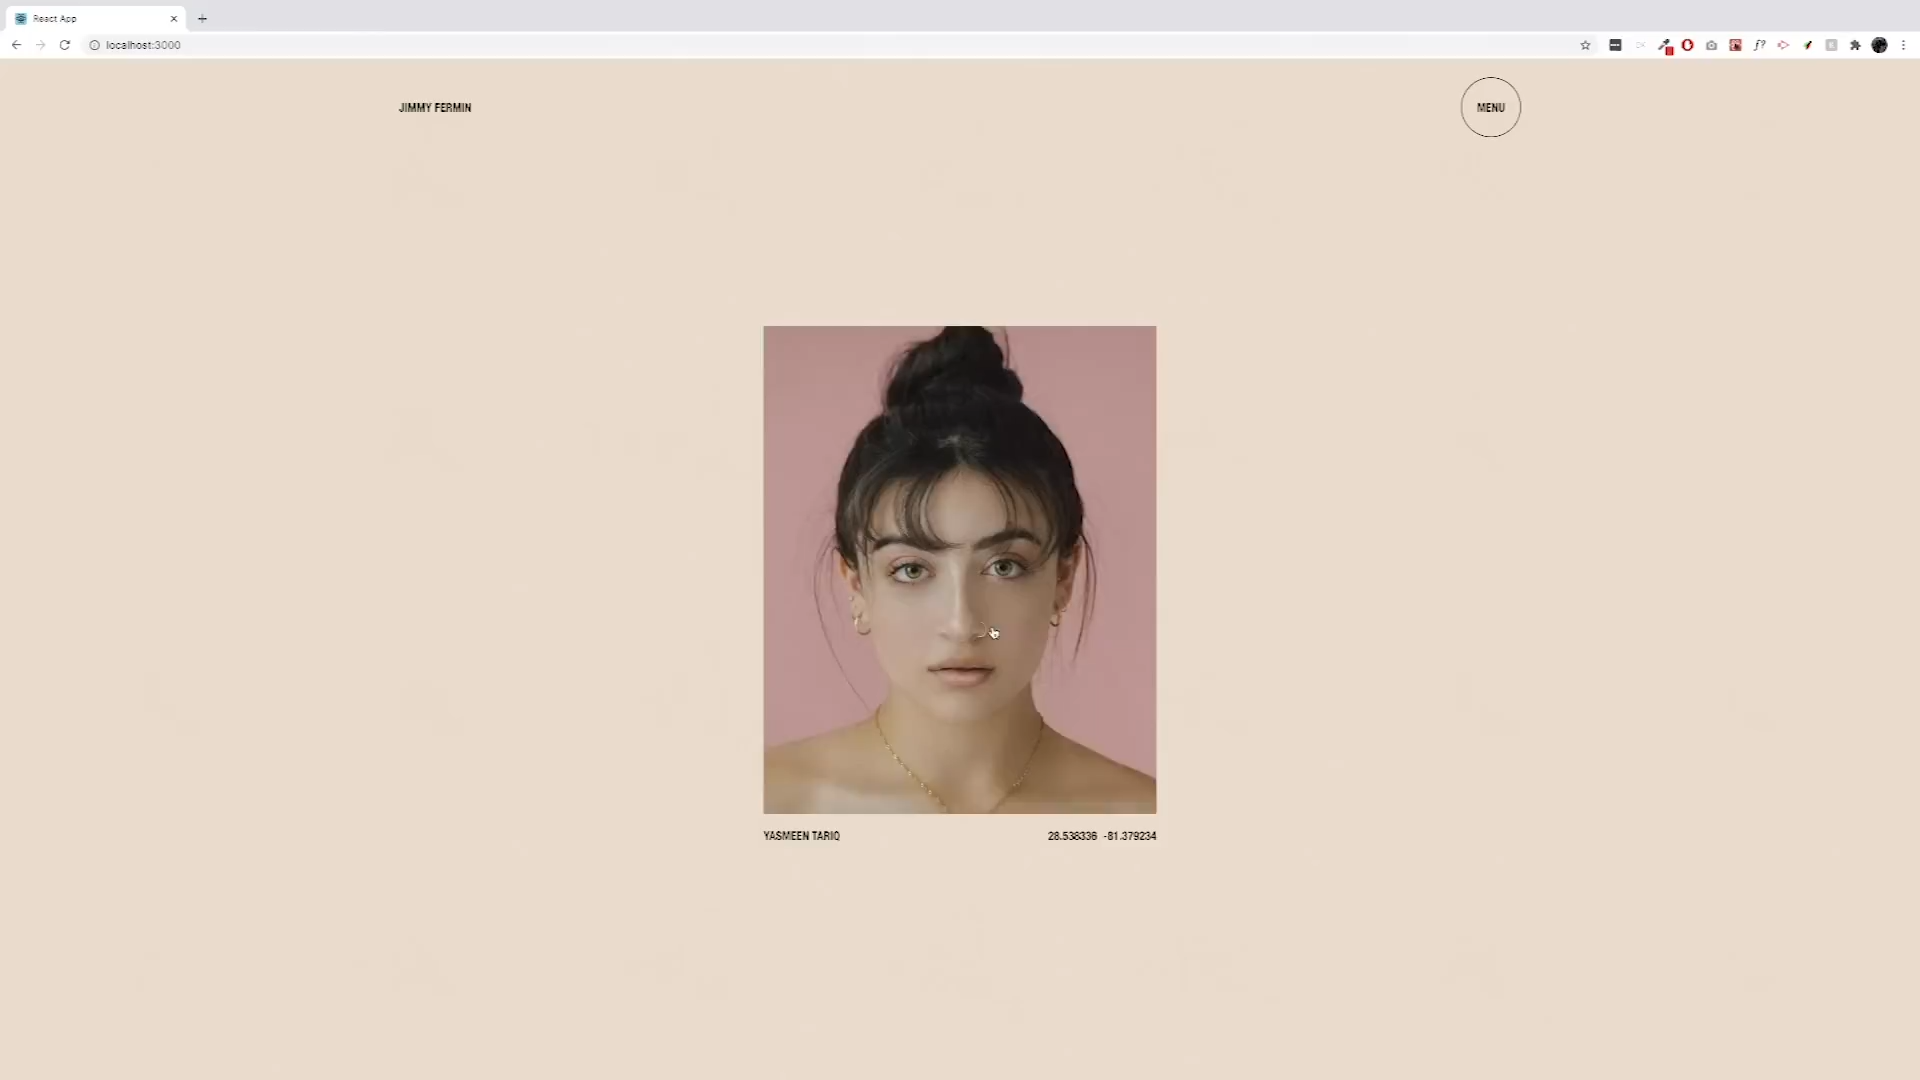 React App
localhost:3000
JIMMY FERMIN
MENU
YASMEEN TARIQ
28.538336 -81.379234